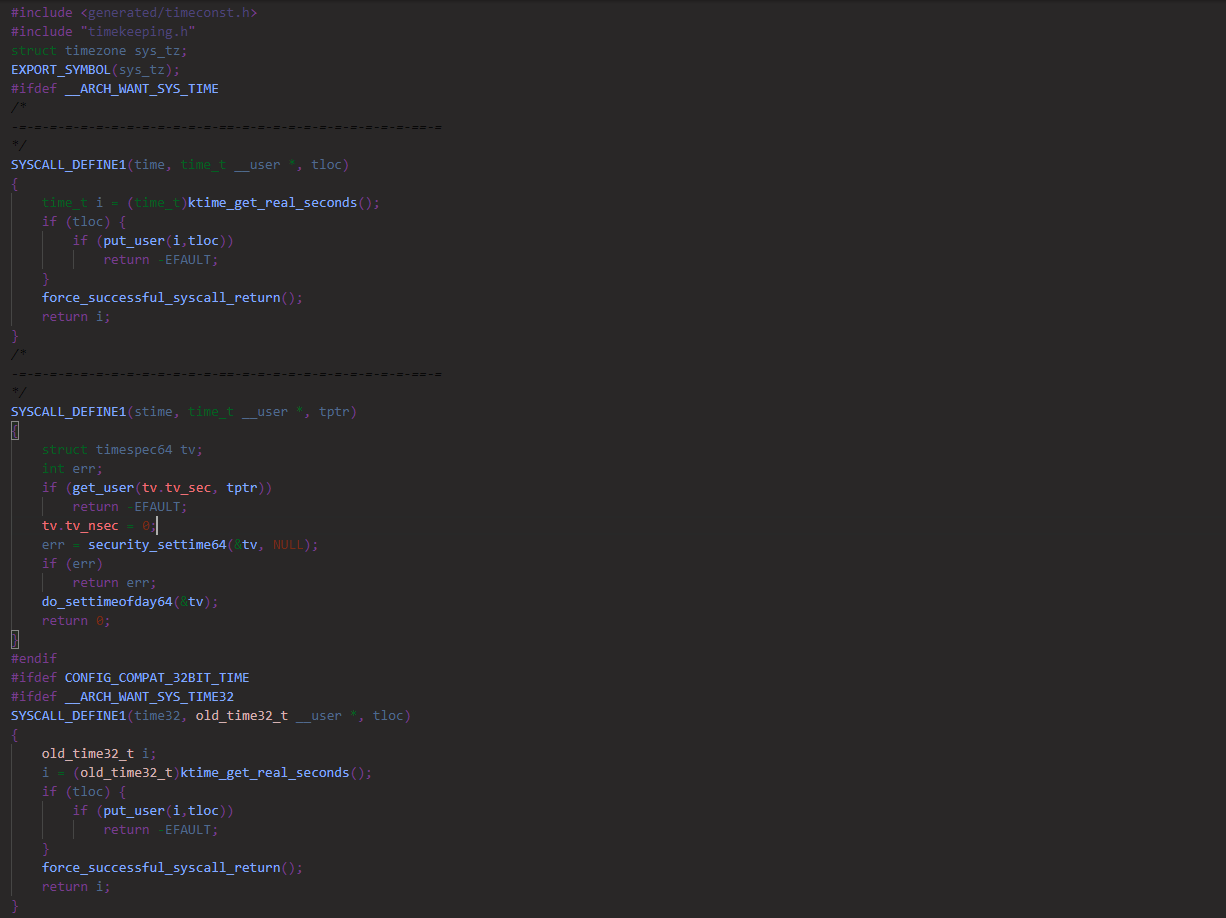 #include <generated/timeconst.h>
#include "timekeeping.h"
struct timezone sys_tz;
EXPORT_SYMBOL(sys_tz);
#ifdef __ARCH_WANT_SYS_TIME
/*
-=-=-=-=-=-=-=-=-=-=-=-=-=-==-=-=-=-=-=-=-=-=-=-=-=-==-=
*/
SYSCALL_DEFINE1(time, time_t __user *, tloc)
{
    time_t i = (time_t)ktime_get_real_seconds();
    if (tloc) {
        if (put_user(i,tloc))
            return -EFAULT;
    }
    force_successful_syscall_return();
    return i;
}
/*
-=-=-=-=-=-=-=-=-=-=-=-=-=-==-=-=-=-=-=-=-=-=-=-=-=-==-=
*/
SYSCALL_DEFINE1(stime, time_t __user *, tptr)
{
    struct timespec64 tv;
    int err;
    if (get_user(tv.tv_sec, tptr))
        return -EFAULT;
    tv.tv_nsec = 0;
    err = security_settime64(&tv, NULL);
    if (err)
        return err;
    do_settimeofday64(&tv);
    return 0;
}
#endif
#ifdef CONFIG_COMPAT_32BIT_TIME
#ifdef __ARCH_WANT_SYS_TIME32
SYSCALL_DEFINE1(time32, old_time32_t __user *, tloc)
{
    old_time32_t i;
    i = (old_time32_t)ktime_get_real_seconds();
    if (tloc) {
        if (put_user(i,tloc))
            return -EFAULT;
    }
    force_successful_syscall_return();
    return i;
}